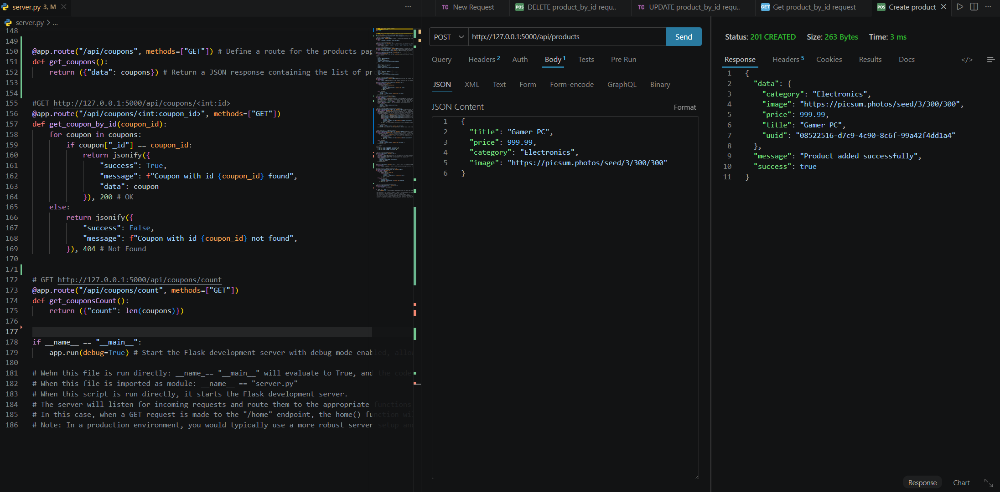 server.py 3, M
server.py > ...
148
149
150 @app.route("/api/coupons", methods=["GET"]) # Define a route for the products pag
151 def get_coupons():
152 return ({"data": coupons}) # Return a JSON response containing the list of pr
153
154
155 #GET http://127.0.0.1:5000/api/coupons/<int:id>
156 @app.route("/api/coupons/<int:coupon_id>", methods=["GET"])
157 def get_coupon_by_id(coupon_id):
158 for coupon in coupons:
159 if coupon["_id"] == coupon_id:
160 return jsonify({
161 "success": True,
162 "message": f"Coupon with id {coupon_id} found",
163 "data": coupon
164 }), 200 # OK
165 else:
166 return jsonify({
167 "success": False,
168 "message": f"Coupon with id {coupon_id} not found",
169 }), 404 # Not Found
170
171
172 # GET http://127.0.0.1:5000/api/coupons/count
173 @app.route("/api/coupons/count", methods=["GET"])
174 def get_couponsCount():
175 return ({"count": len(coupons)})
176
177
178 if __name__ == "__main__":
179 app.run(debug=True) # Start the Flask development server with debug mode enabled, allow
180
181 # Wehn this file is run directly: __name_== "__main__" will evaluate to True, and the code
182 # When this file is imported as module: __name__ == "server.py"
183 # When this script is run directly, it starts the Flask development server.
184 # The server will listen for incoming requests and route them to the appropriate functions
185 # In this case, when a GET request is made to the "/home" endpoint, the home() function wi
186 # Note: In a production environment, you would typically use a more robust server setup and
TC New Request
POS DELETE product_by_id requ..
TC UPDATE product_by_id requ..
GET Get product_by_id request
POS Create product
POST http://127.0.0.1:5000/api/products Send
Query Headers 2 Auth Body 1 Tests Pre Run
JSON XML Text Form Form-encode GraphQL Binary
JSON Content Format
1 {
2 "title": "Gamer PC",
3 "price": 999.99,
4 "category": "Electronics",
5 "image": "https://picsum.photos/seed/3/300/300"
6 }
Status: 201 CREATED Size: 263 Bytes Time: 3 ms
Response Headers 5 Cookies Results Docs </>
1 {
2 "data": {
3 "category": "Electronics",
4 "image": "https://picsum.photos/seed/3/300/300",
5 "price": 999.99,
6 "title": "Gamer PC",
7 "uuid": "08522516-d7c9-4c90-8c6f-99a42f4dd1a4"
8 },
9 "message": "Product added successfully",
10 "success": true
11 }
Response Chart